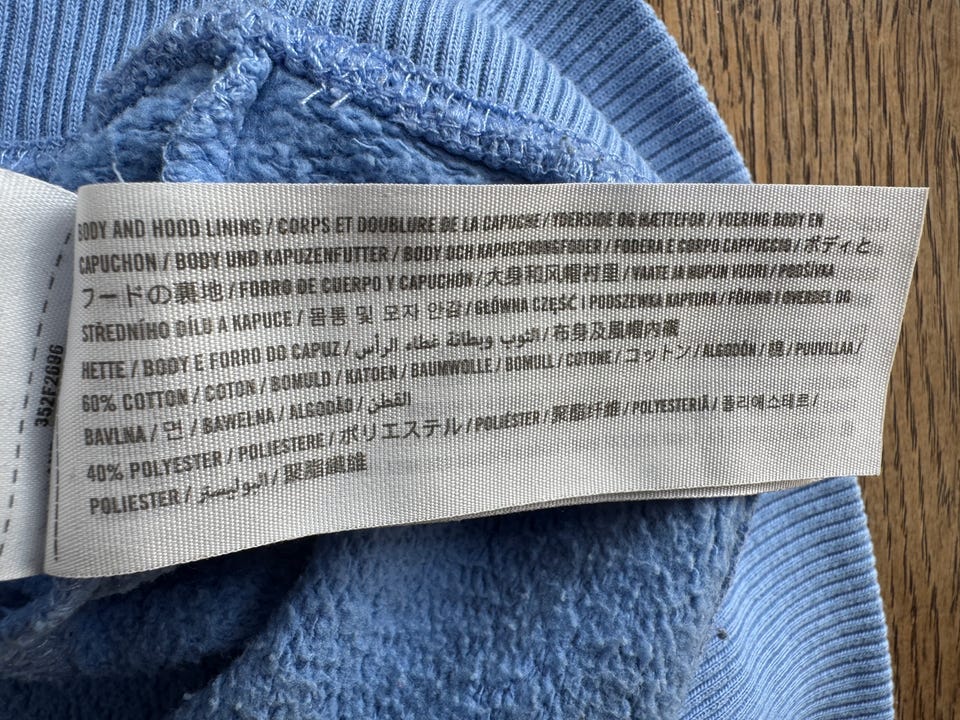 BODY AND HOOD LINING / CORPS ET DOUBLURE DE LA CAPUCHE / YDERSIDE OG HÆTTEFOR / VOERING BODY EN
CAPUCHON / BODY UND KAPUZENFUTTER / BODY OCH KAPUSCHONGFODER / FODERA E CORPO CAPPUCCIO / ボディと
フードの裏地 / FORRO DE CUERPO Y CAPUCHÓN / 大身和风帽衬里 / VAATE JA HUPUN VUORI / PODŠÍVKA
STŘEDNÍHO DÍLU A KAPUCE / 몸통 및 모자 안감 / GŁÓWNA CZĘŚĆ I PODSZEWKA KAPTURA / FÔRING I OVERDEL OG
HETTE / BODY E FORRO DO CAPUZ / الثوب وبطانة غطاء الرأس / 布身及風帽內襯
60% COTTON / COTON / BOMULD / KATOEN / BAUMWOLLE / BOMULL / COTONE / コットン / ALGODÓN / 棉 / PUUVILLAA /
BAVLNA / 면 / BAWEŁNA / ALGODÃO / القطن
40% POLYESTER / POLIESTERE / ポリエステル / POLIÉSTER / 聚酯纤维 / POLYESTERIÄ / 폴리에스테르 /
POLIESTER / البوليستر / 聚酯纖維
352F2696